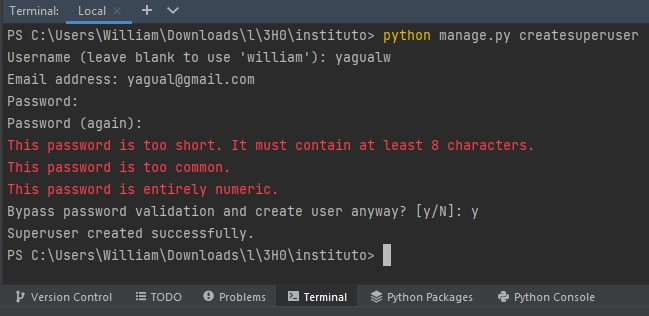 Terminal: Local × +
PS C:\Users\William\Downloads\l\3H0\instituto> python manage.py createsuperuser
Username (leave blank to use 'william'): yagualw
Email address: yagual@gmail.com
Password:
Password (again):
This password is too short. It must contain at least 8 characters.
This password is too common.
This password is entirely numeric.
Bypass password validation and create user anyway? [y/N]: y
Superuser created successfully.
PS C:\Users\William\Downloads\l\3H0\instituto>
Version Control TODO Problems Terminal Python Packages Python Console